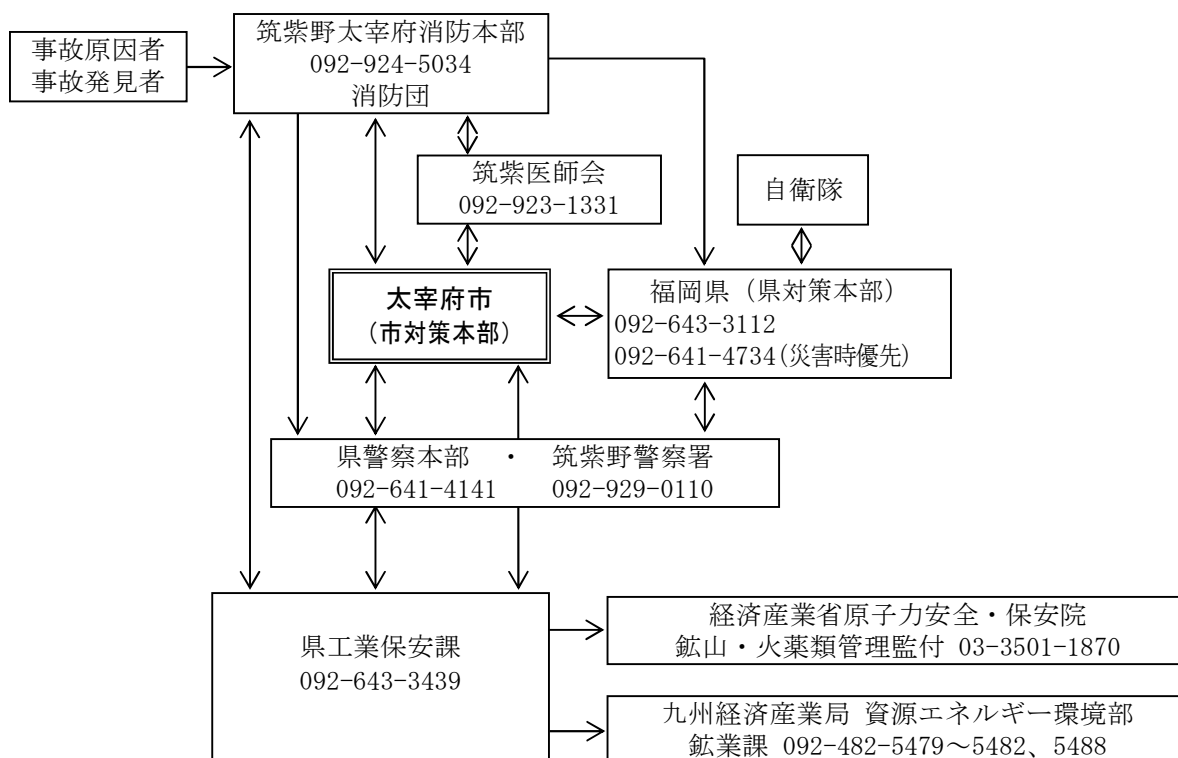 事故原因者
事故発見者
筑紫野太宰府消防本部
092-924-5034
消防団
筑紫医師会
092-923-1331
自衛隊
太宰府市
（市対策本部）
福岡県（県対策本部）
092-643-3112
092-641-4734(災害時優先)
県警察本部　・　筑紫野警察署
092-641-4141　092-929-0110
県工業保安課
092-643-3439
経済産業省原子力安全・保安院
鉱山・火薬類管理監付 03-3501-1870
九州経済産業局 資源エネルギー環境部
鉱業課 092-482-5479～5482、5488